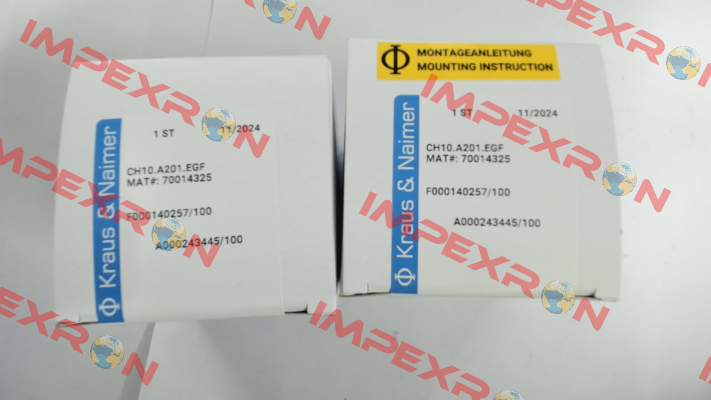 Kraus & Naimer
1 ST 11/2024
CH10.A201.EGF
MAT#: 70014325
F000140257/100
A000243445/100
MONTAGEANLEITUNG
MOUNTING INSTRUCTION
Kraus & Naimer
1 ST 11/2024
CH10.A201.EGF
MAT#: 70014325
F000140257/100
A000243445/100
IMPEXRON
IMPEXRON
IMPEXRON
IMPEXRON
IMPEXRON
IMPEXRON
IMPEXRON